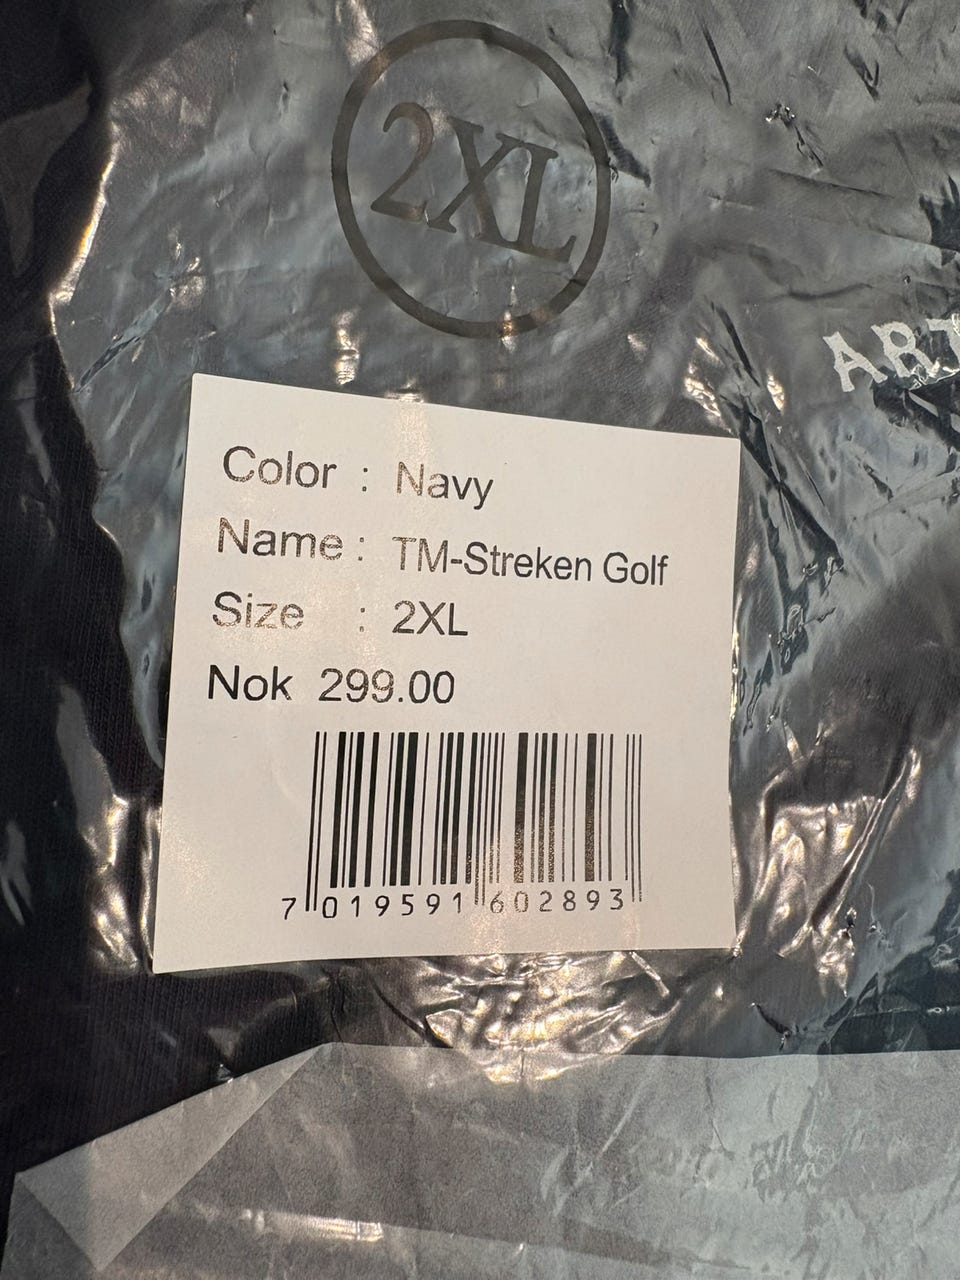 2XL
Color : Navy
Name : TM-Streken Golf
Size : 2XL
Nok 299.00
7 019591 602893